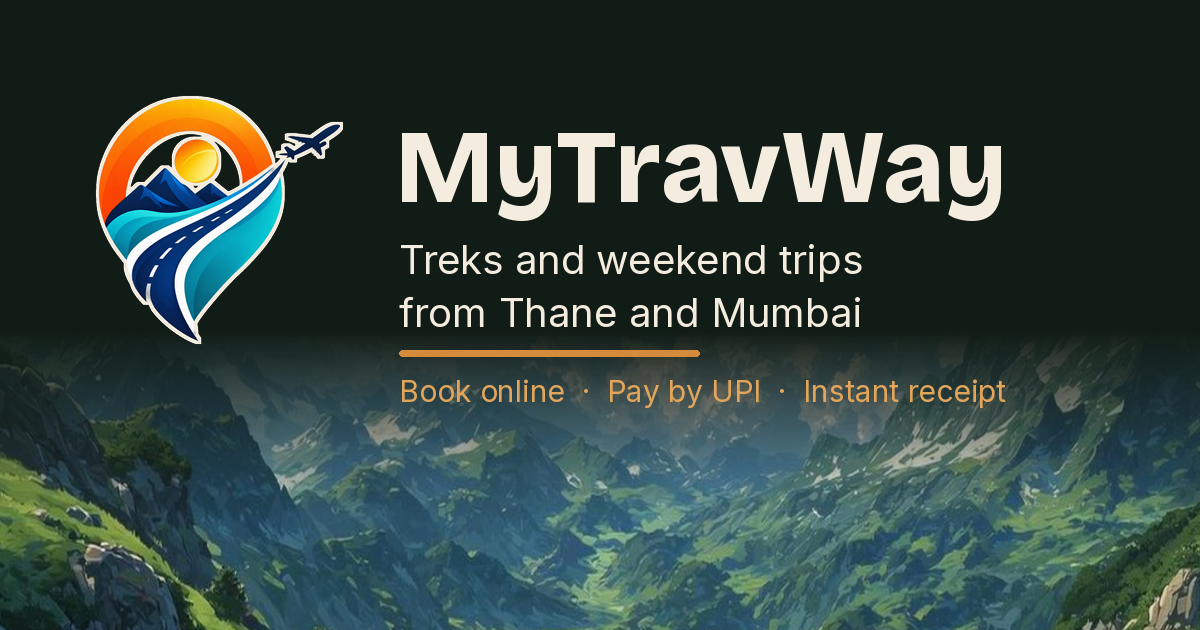 MyTravWay
Treks and weekend trips
from Thane and Mumbai
Book online · Pay by UPI · Instant receipt